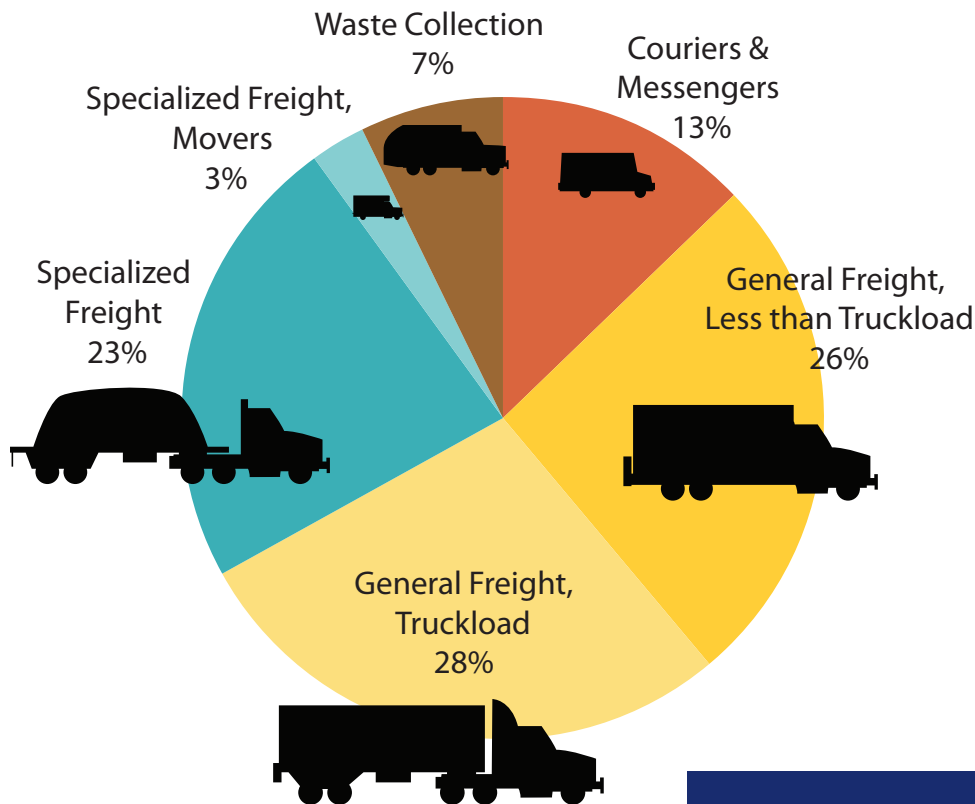 Waste Collection
7%
Couriers &
Messengers
13%
Specialized Freight,
Movers
3%
General Freight,
Less than Truckload
26%
Specialized
Freight
23%
General Freight,
Truckload
28%